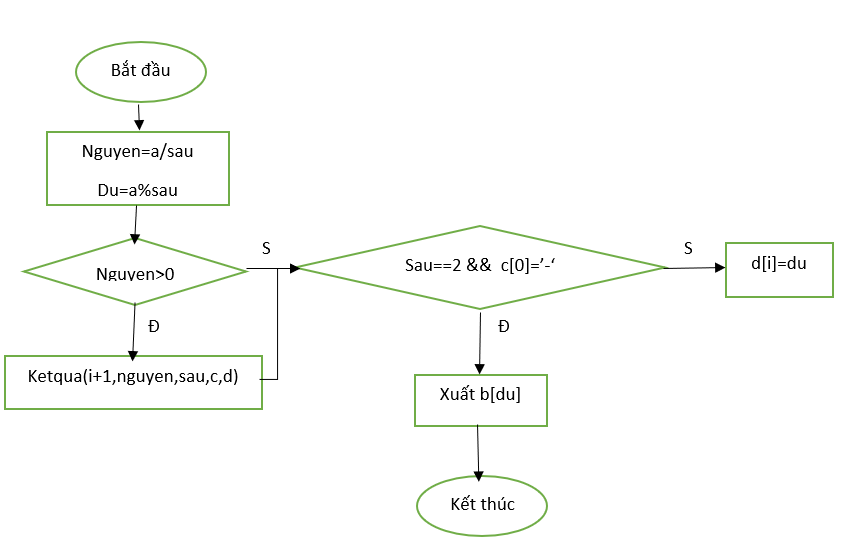 Bắt đầu
Nguyen=a/sau
Du=a%sau
Nguyen>0
S
Đ
Ketqua(i+1,nguyen,sau,c,d)
Sau==2 && c[0]=’-‘
S
d[i]=du
Đ
Xuất b[du]
Kết thúc